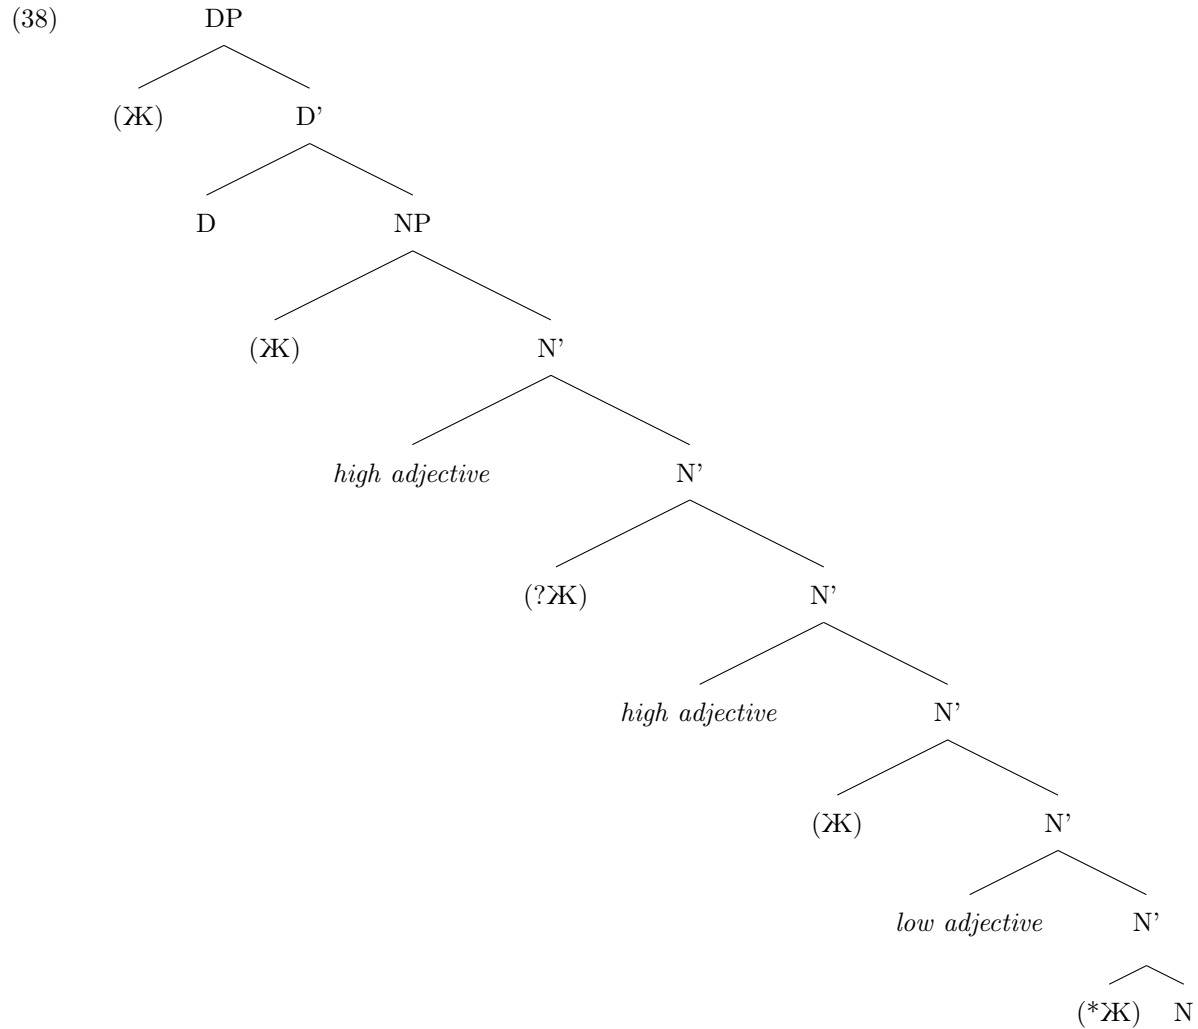 (38) DP
(Ж) D’
D NP
(Ж) N’
high adjective N’
(?Ж) N’
high adjective N’
(Ж) N’
low adjective N’
(*Ж) N